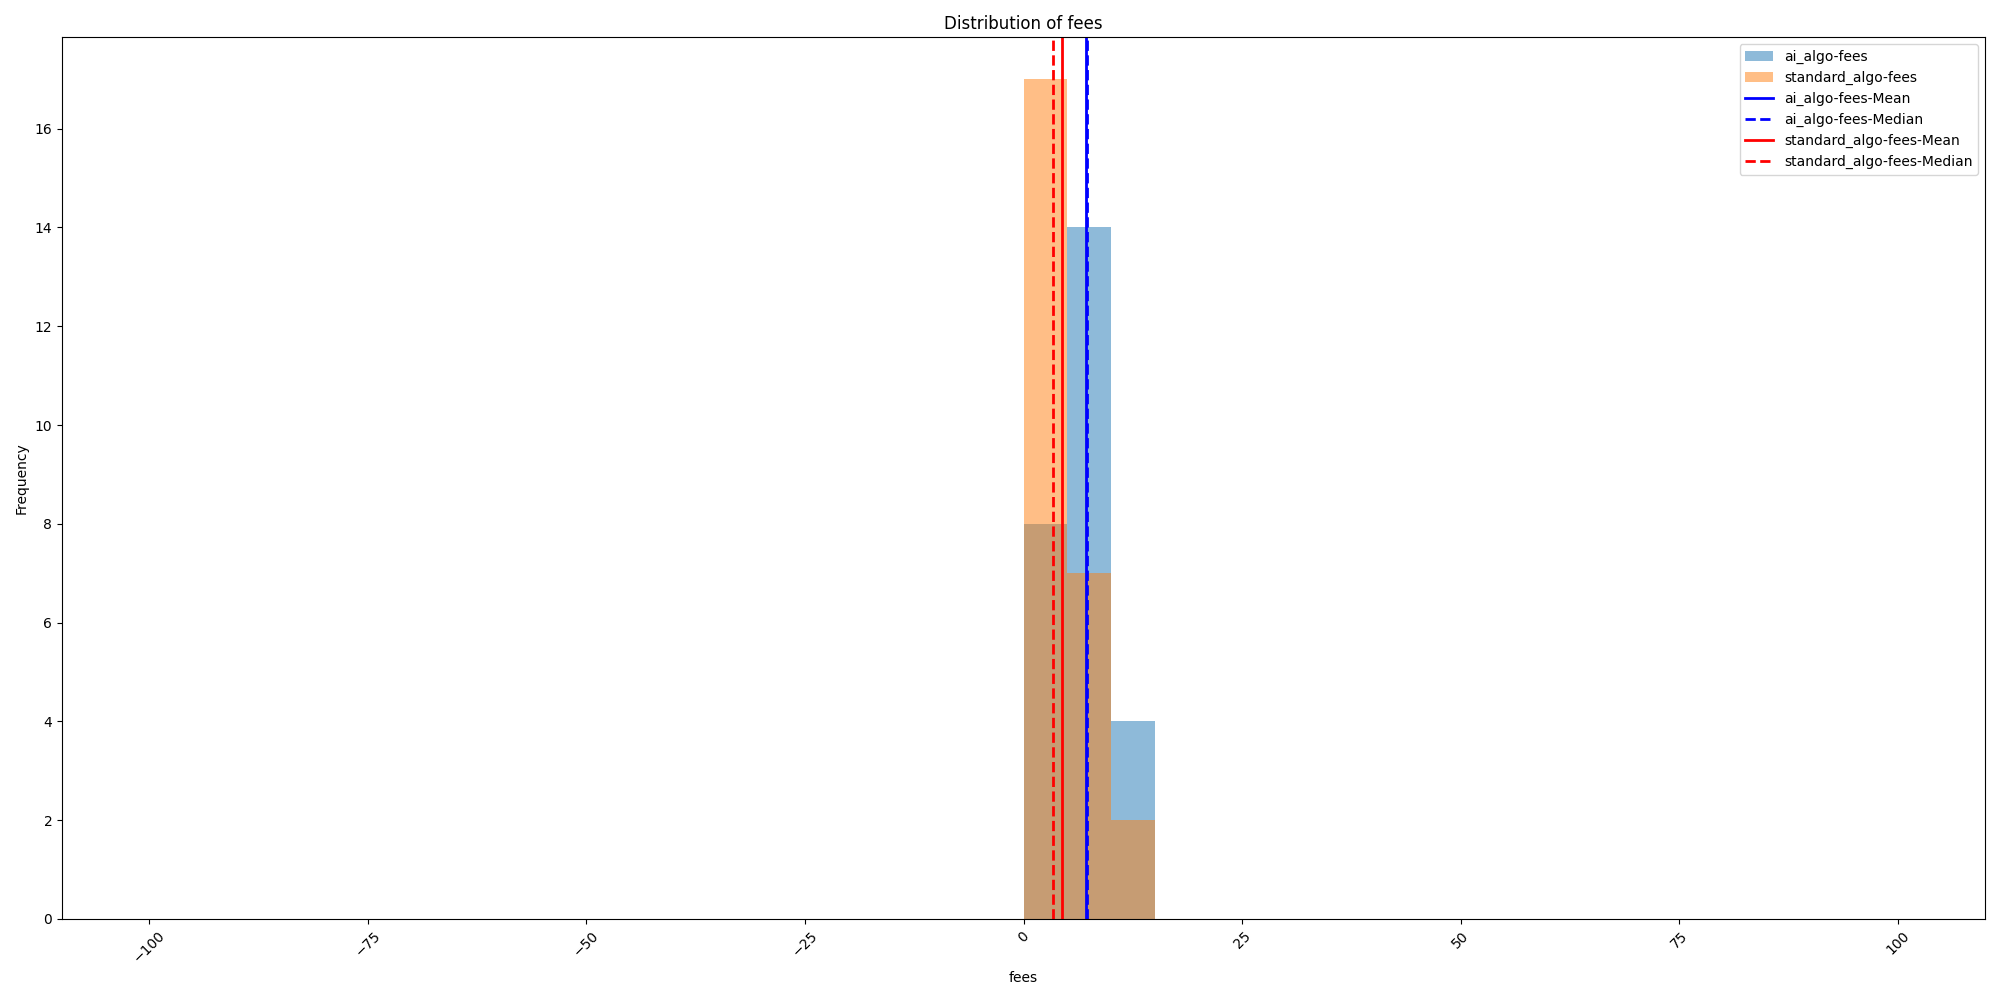 Distribution of fees
ai_algo-fees
standard_algo-fees
ai_algo-fees-Mean
ai_algo-fees-Median
standard_algo-fees-Mean
standard_algo-fees-Median
Frequency
16
14
12
10
8
6
4
2
0
−100
−75
−50
−25
0
25
50
75
100
fees